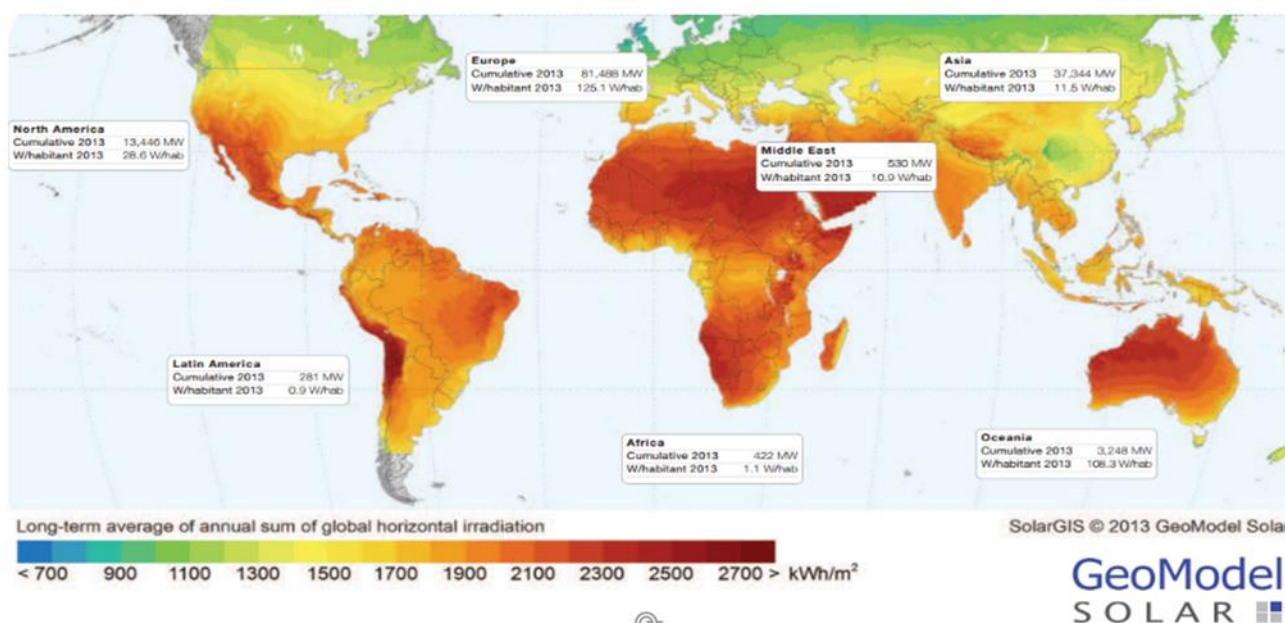 Europe
Cumulative 2013 81,488 MW
W/habitant 2013 125.1 W/hab
Asia
Cumulative 2013 37,344 MW
W/habitant 2013 11.5 W/hab
North America
Cumulative 2013 13,446 MW
W/habitant 2013 28.6 W/hab
Middle East
Cumulative 2013 530 MW
W/habitant 2013 10.9 W/hab
Latin America
Cumulative 2013 281 MW
W/habitant 2013 0.9 W/hab
Africa
Cumulative 2013 422 MW
W/habitant 2013 1.1 W/hab
Oceania
Cumulative 2013 3,248 MW
W/habitant 2013 108.3 W/hab
Long-term average of annual sum of global horizontal irradiation
SolarGIS © 2013 GeoModel Solar
< 700 900 1100 1300 1500 1700 1900 2100 2300 2500 2700 > kWh/m²
GeoModel
SOLAR